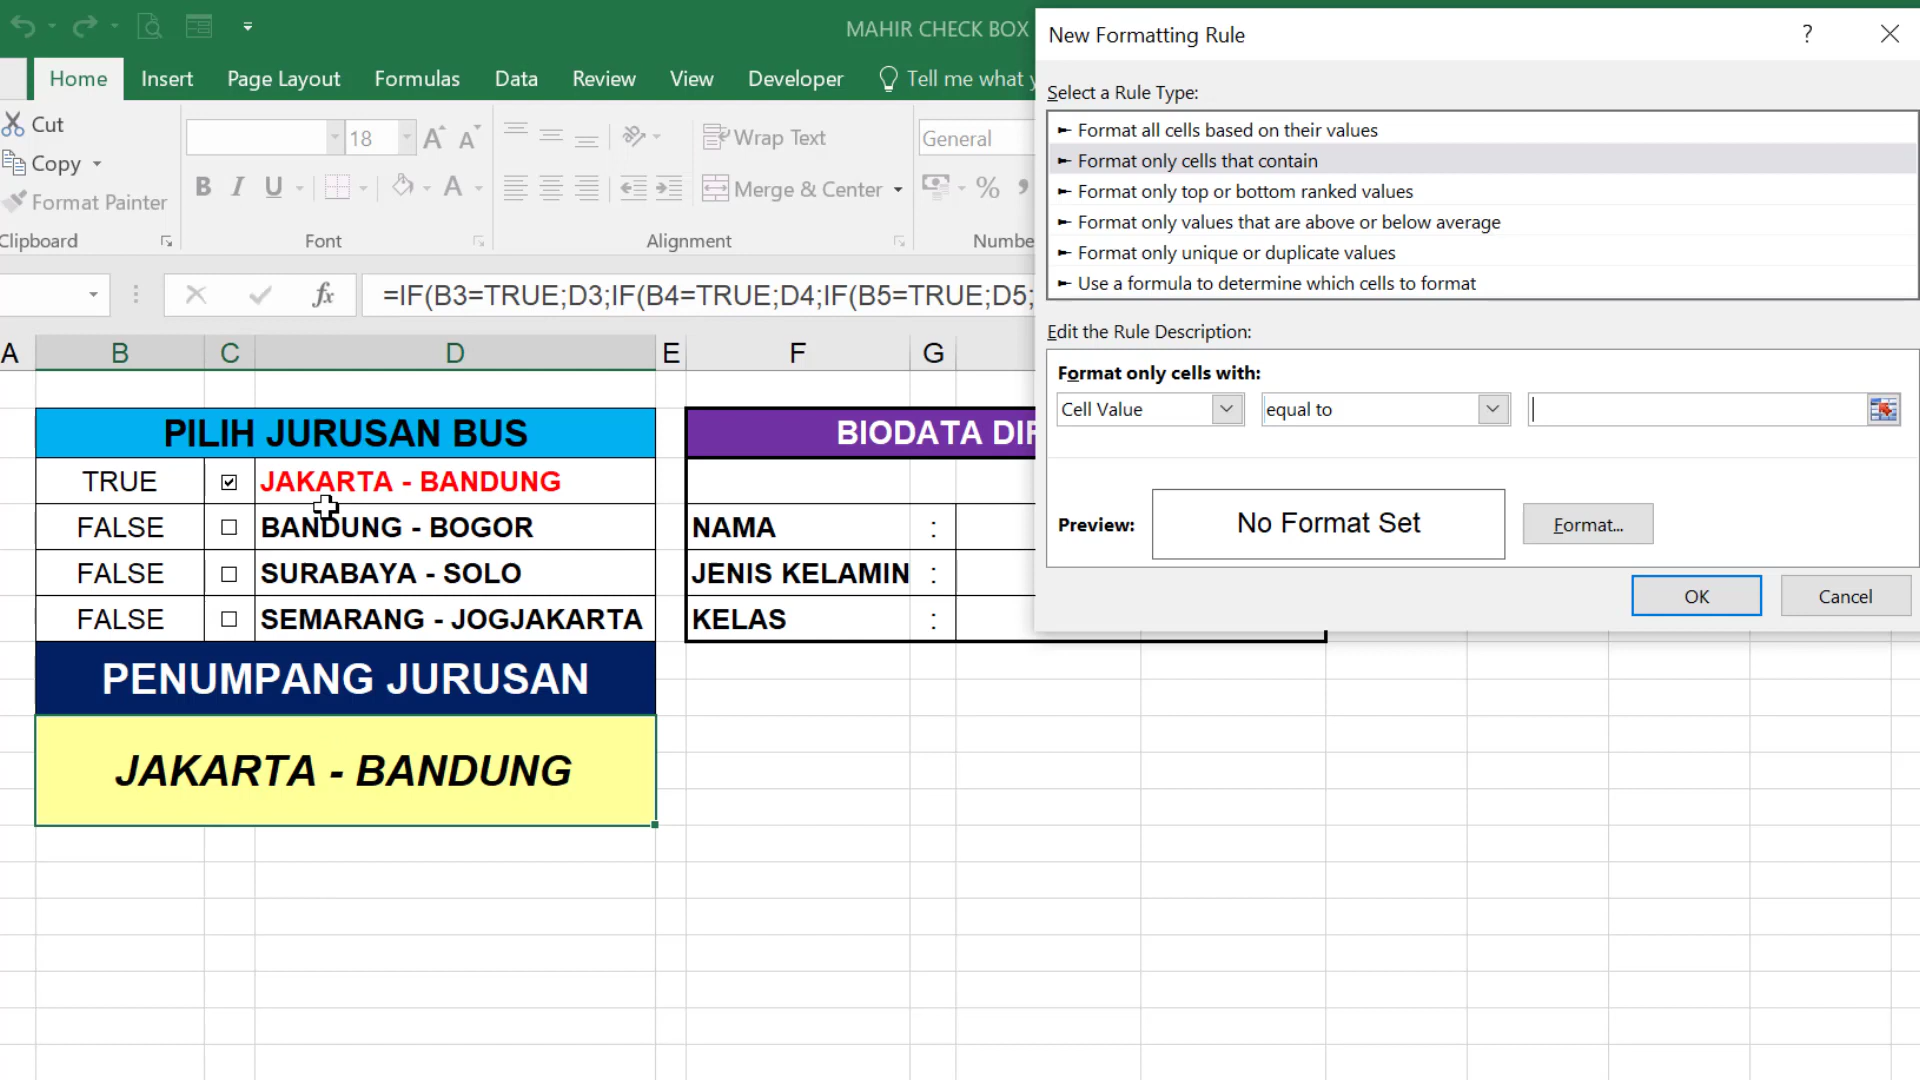 MAHIR CHECK BOX
Home Insert Page Layout Formulas Data Review View Developer Tell me what
Cut
Copy
Format Painter
Clipboard
18
B I U
Font
Wrap Text
Merge & Center
Alignment
General
%
fx =IF(B3=TRUE;D3;IF(B4=TRUE;D4;IF(B5=TRUE;D5;
A B C D E F G
PILIH JURUSAN BUS
TRUE JAKARTA - BANDUNG
FALSE BANDUNG - BOGOR
FALSE SURABAYA - SOLO
FALSE SEMARANG - JOGJAKARTA
PENUMPANG JURUSAN
JAKARTA - BANDUNG
BIODATA
NAMA :
JENIS KELAMIN :
KELAS :
New Formatting Rule
?
Select a Rule Type:
► Format all cells based on their values
► Format only cells that contain
► Format only top or bottom ranked values
► Format only values that are above or below average
► Format only unique or duplicate values
► Use a formula to determine which cells to format
Edit the Rule Description:
Format only cells with:
Cell Value equal to
Preview: No Format Set Format...
OK Cancel